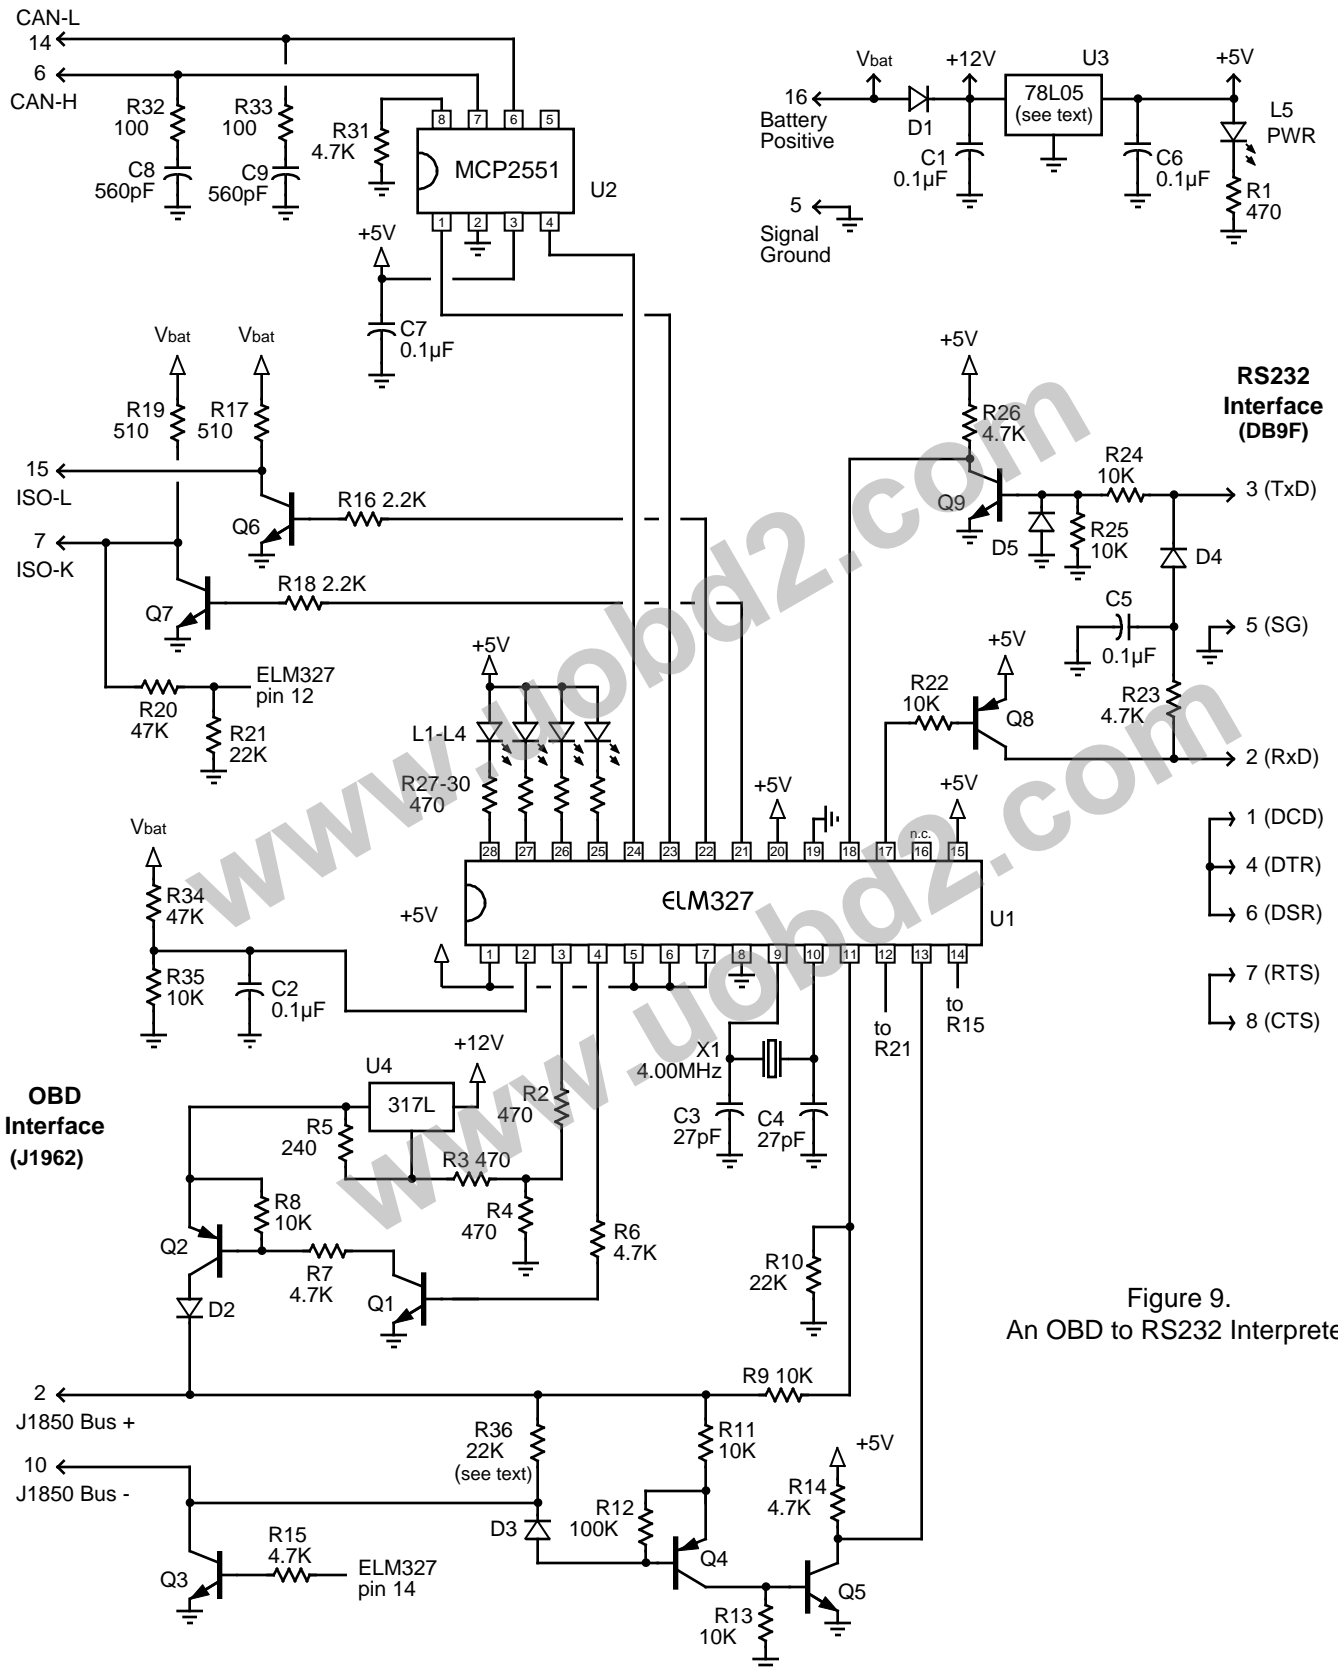 CAN-L
14
6
CAN-H
R32
100
R33
100
C8
560pF
C9
560pF
R31
4.7K
8 7 6 5
MCP2551
U2
1 2 3 4
+5V
C7
0.1µF
Vbat
+12V
U3
+5V
16
Battery
Positive
D1
78L05
(see text)
L5
PWR
C1
0.1µF
C6
0.1µF
R1
470
5
Signal
Ground
Vbat
Vbat
R19
510
R17
510
15
ISO-L
7
ISO-K
Q6
R16 2.2K
Q7
R18 2.2K
R20
47K
R21
22K
ELM327
pin 12
+5V
R26
4.7K
RS232
Interface
(DB9F)
R24
10K
3 (TxD)
Q9
D5
R25
10K
D4
C5
0.1µF
5 (SG)
+5V
R22
10K
Q8
R23
4.7K
2 (RxD)
+5V
L1-L4
R27-30
470
+5V
+5V
n.c.
1 (DCD)
4 (DTR)
6 (DSR)
7 (RTS)
8 (CTS)
28 27 26 25 24 23 22 21 20 19 18 17 16 15
ELM327
U1
1 2 3 4 5 6 7 8 9 10 11 12 13 14
+5V
Vbat
R34
47K
R35
10K
C2
0.1µF
to
R21
to
R15
X1
4.00MHz
C3
27pF
C4
27pF
OBD
Interface
(J1962)
U4
317L
+12V
R5
240
R2
470
R3 470
R4
470
R8
10K
Q2
R7
4.7K
Q1
R6
4.7K
D2
R10
22K
Figure 9.
An OBD to RS232 Interprete
2
J1850 Bus +
R9 10K
R36
22K
(see text)
R11
10K
+5V
10
J1850 Bus -
R14
4.7K
R12
100K
D3
Q4
R15
4.7K
Q3
ELM327
pin 14
Q5
R13
10K
www.uobd2.com
www.uobd2.com